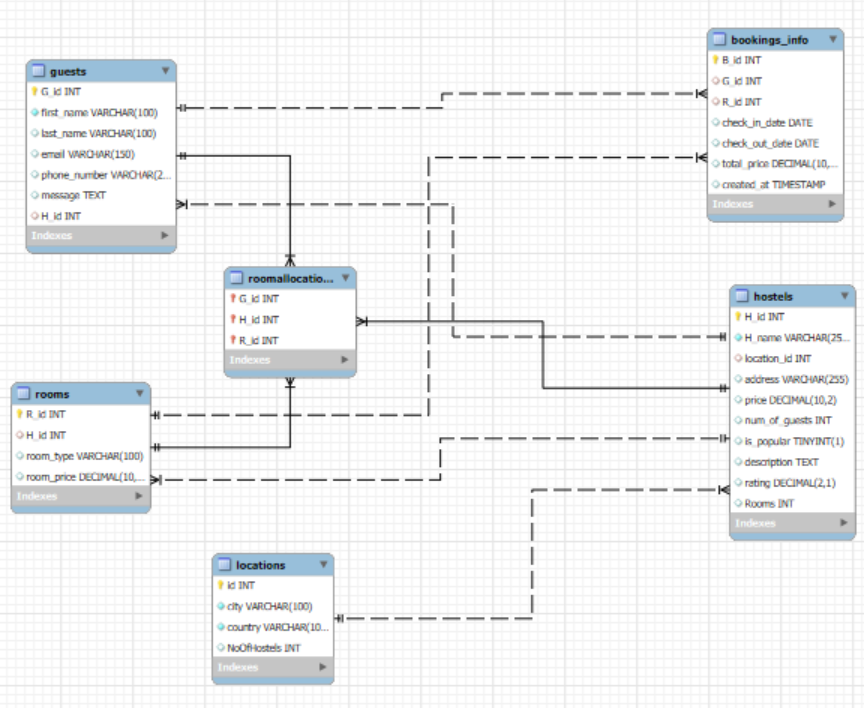 guests
G_id INT
first_name VARCHAR(100)
last_name VARCHAR(100)
email VARCHAR(150)
phone_number VARCHAR(2...
message TEXT
H_id INT
Indexes
bookings_info
B_id INT
G_id INT
R_id INT
check_in_date DATE
check_out_date DATE
total_price DECIMAL(10,...
created_at TIMESTAMP
Indexes
roomallocatio...
G_id INT
H_id INT
R_id INT
Indexes
hostels
H_id INT
H_name VARCHAR(25...
location_id INT
address VARCHAR(255)
price DECIMAL(10,2)
num_of_guests INT
is_popular TINYINT(1)
description TEXT
rating DECIMAL(2,1)
Rooms INT
Indexes
rooms
R_id INT
H_id INT
room_type VARCHAR(100)
room_price DECIMAL(10,...
Indexes
locations
id INT
city VARCHAR(100)
country VARCHAR(10...
NoOfHostels INT
Indexes